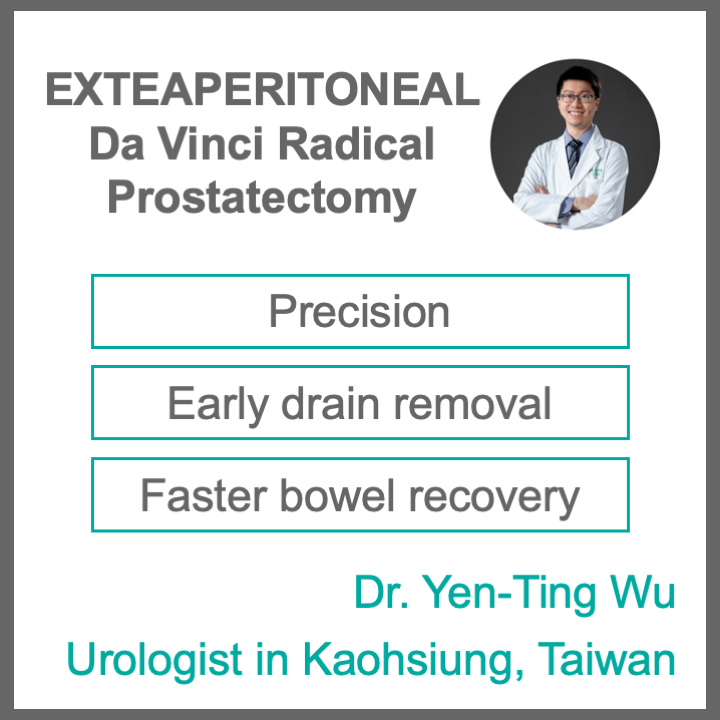 EXTEAPERITONEAL
Da Vinci Radical
Prostatectomy
Precision
Early drain removal
Faster bowel recovery
Dr. Yen-Ting Wu
Urologist in Kaohsiung, Taiwan